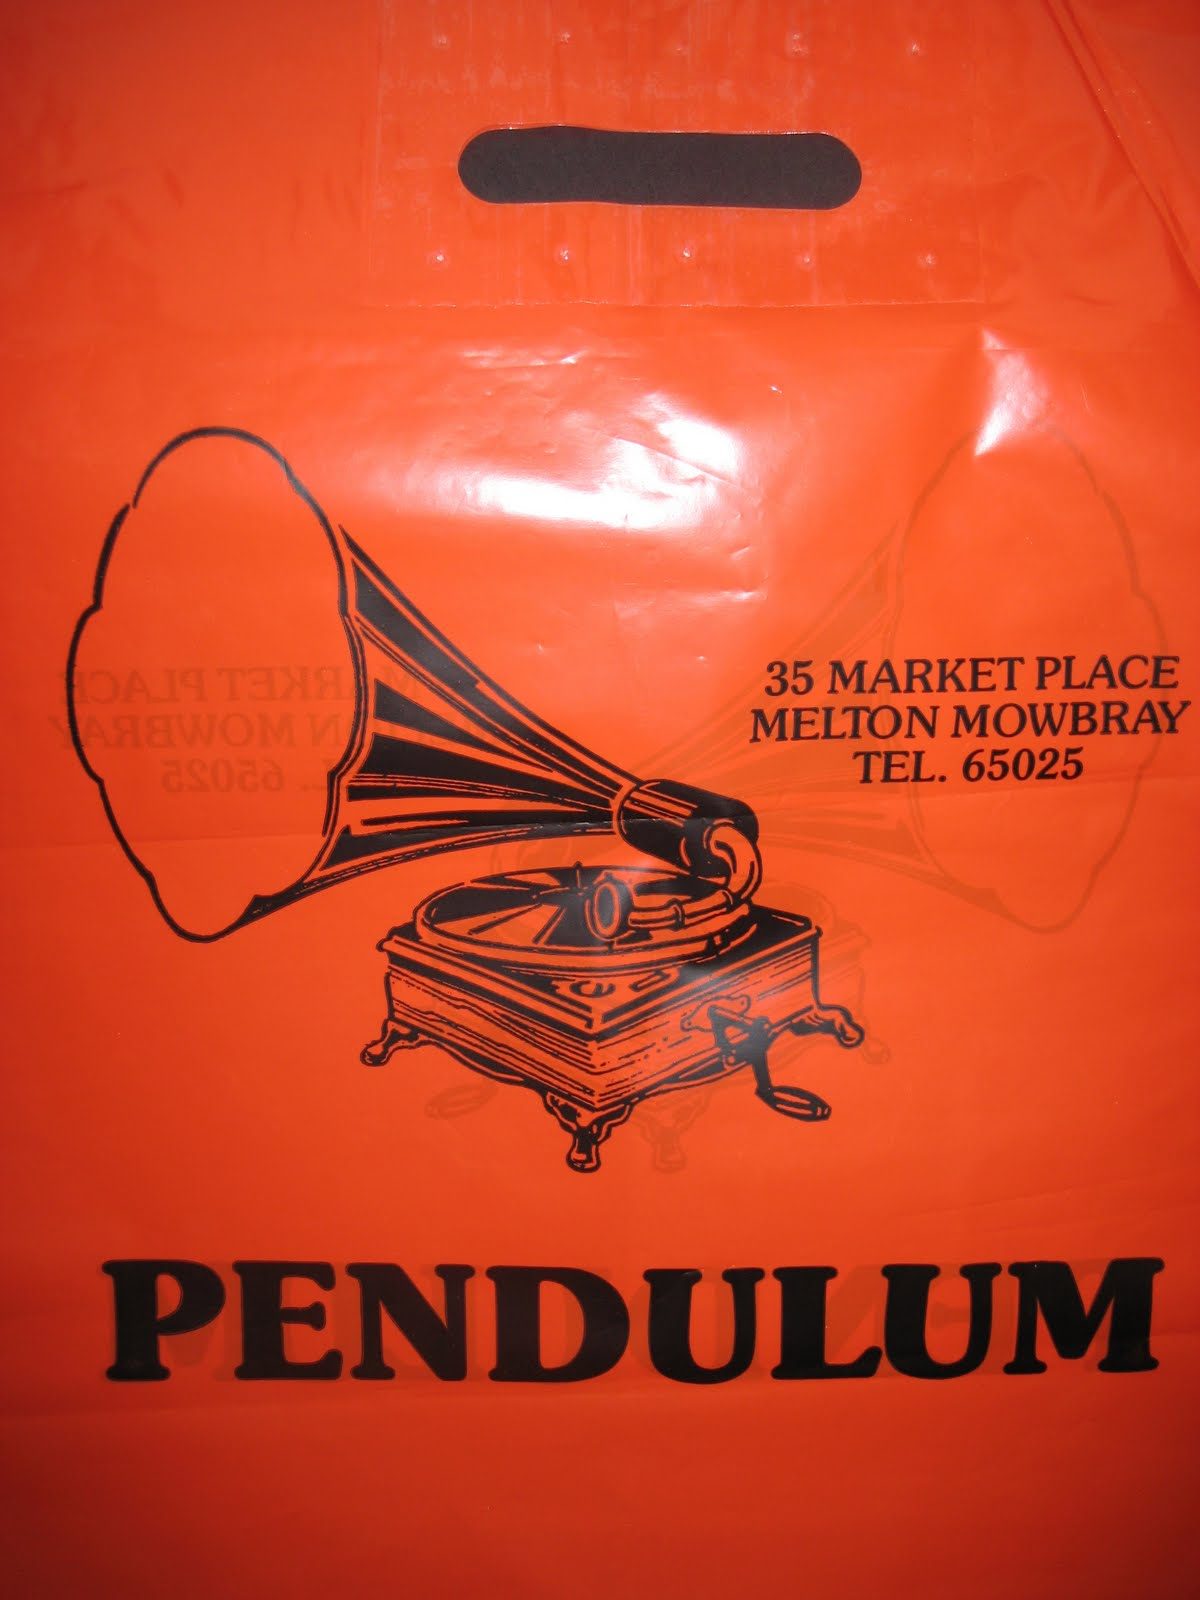 35 MARKET PLACE
MELTON MOWBRAY
TEL. 65025
PENDULUM